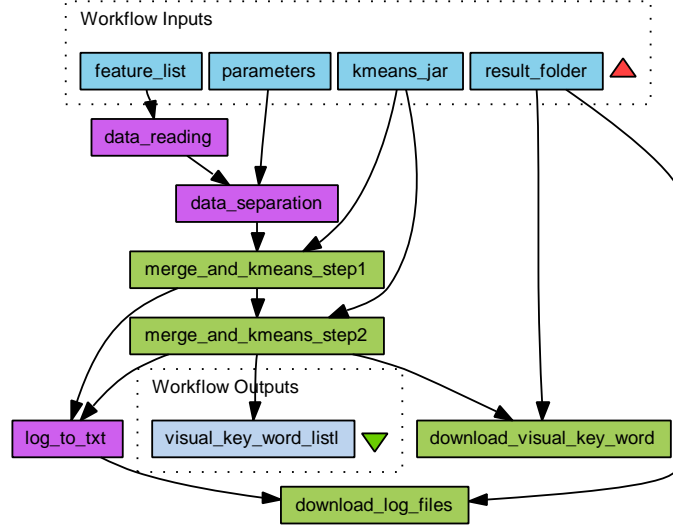 Workflow Inputs
feature_list
parameters
kmeans_jar
result_folder
data_reading
data_separation
merge_and_kmeans_step1
merge_and_kmeans_step2
Workflow Outputs
log_to_txt
visual_key_word_listl
download_visual_key_word
download_log_files